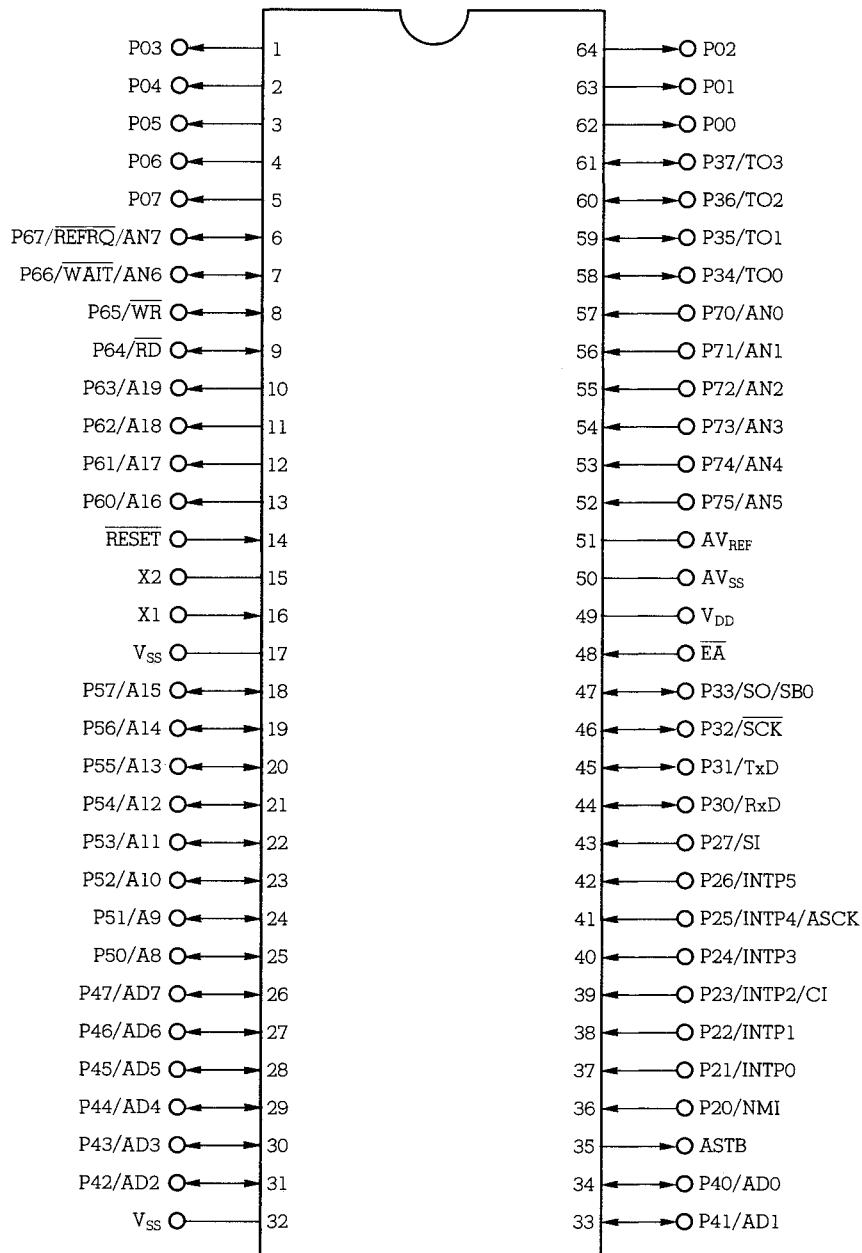 P03 1 64 P02
P04 2 63 P01
P05 3 62 P00
P06 4 61 P37/TO3
P07 5 60 P36/TO2
P67/REFRQ/AN7 6 59 P35/TO1
P66/WAIT/AN6 7 58 P34/TO0
P65/WR 8 57 P70/AN0
P64/RD 9 56 P71/AN1
P63/A19 10 55 P72/AN2
P62/A18 11 54 P73/AN3
P61/A17 12 53 P74/AN4
P60/A16 13 52 P75/AN5
RESET 14 51 AVREF
X2 15 50 AVSS
X1 16 49 VDD
VSS 17 48 EA
P57/A15 18 47 P33/SO/SB0
P56/A14 19 46 P32/SCK
P55/A13 20 45 P31/TxD
P54/A12 21 44 P30/RxD
P53/A11 22 43 P27/SI
P52/A10 23 42 P26/INTP5
P51/A9 24 41 P25/INTP4/ASCK
P50/A8 25 40 P24/INTP3
P47/AD7 26 39 P23/INTP2/CI
P46/AD6 27 38 P22/INTP1
P45/AD5 28 37 P21/INTP0
P44/AD4 29 36 P20/NMI
P43/AD3 30 35 ASTB
P42/AD2 31 34 P40/AD0
VSS 32 33 P41/AD1